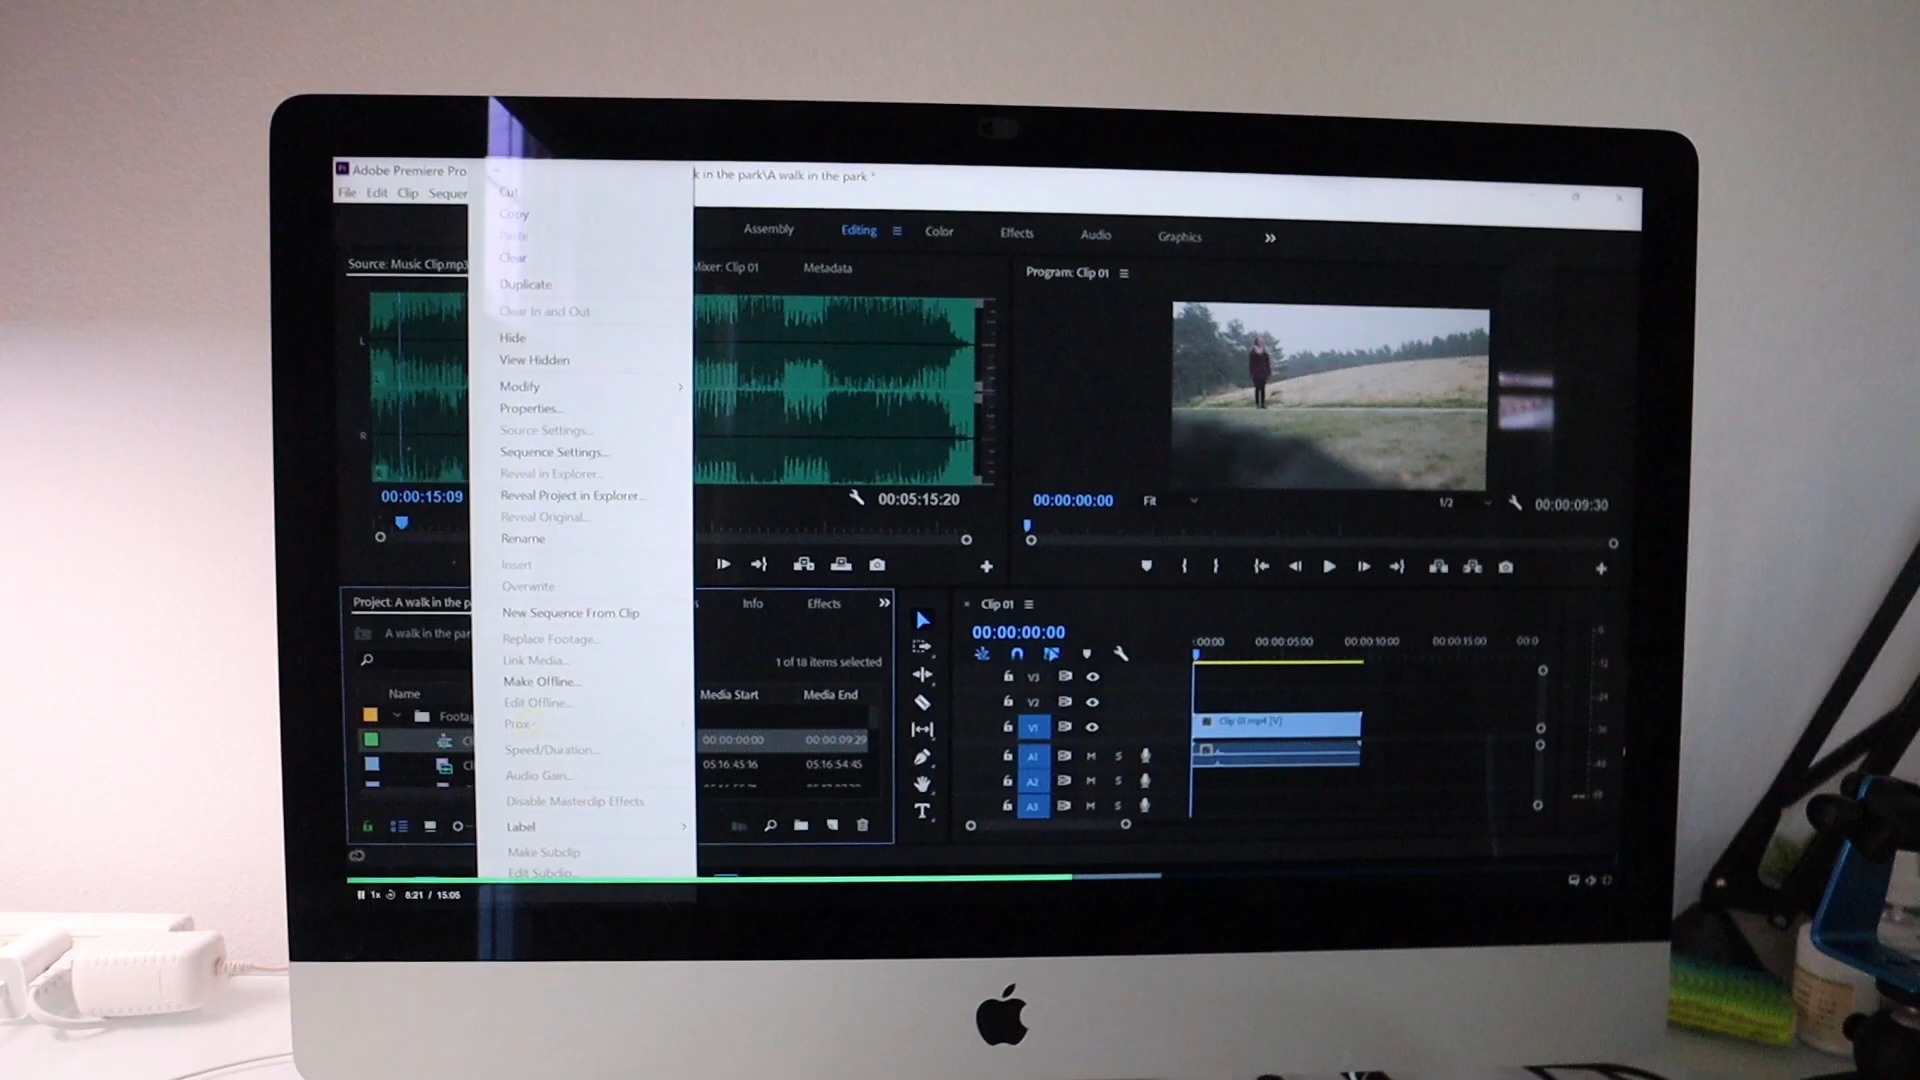 Adobe Premiere Pro
k in the park\A walk in the park *
File Edit Clip Sequer
Assembly Editing Color Effects Audio Graphics
Source: Music Clip.mp3
Mixer: Clip 01 Metadata
Program: Clip 01
L
R
00:00:15:09
00:05:15:20
00:00:00:00 Fit 1/2 00:00:09:30
Cut
Copy
Paste
Clear
Duplicate
Clear In and Out
Hide
View Hidden
Modify
Properties...
Source Settings...
Sequence Settings...
Reveal in Explorer...
Reveal Project in Explorer...
Reveal Original...
Rename
Insert
Overwrite
New Sequence From Clip
Replace Footage...
Link Media...
Make Offline...
Edit Offline...
Prox
Speed/Duration...
Audio Gain...
Disable Masterclip Effects
Label
Make Subclip
Edit Subclip...
Project: A walk in the p
Info Effects
A walk in the par
1 of 18 items selected
Name Media Start Media End
Foota
00:00:00:00 00:00:09:29
05:16:45:16 05:16:54:45
Clip 01
00:00:00:00
:00:00 00:00:05:00 00:00:10:00 00:00:15:00 00:0
V3
V2
V1
Clip 01.mp4 [V]
A1 M S
A2 M S
A3 M S
T
1x 8:21 / 15:05